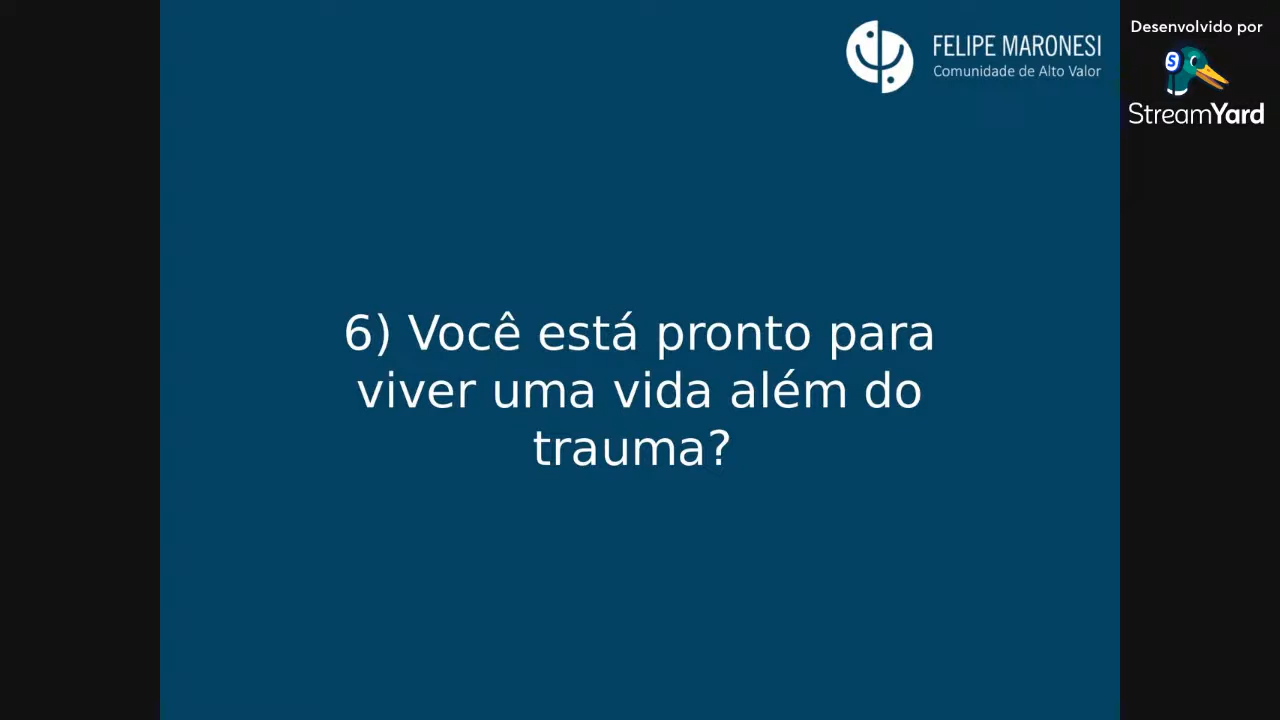 FELIPE MARONESI
Comunidade de Alto Valor
Desenvolvido por
S
StreamYard
6) Você está pronto para
viver uma vida além do
trauma?